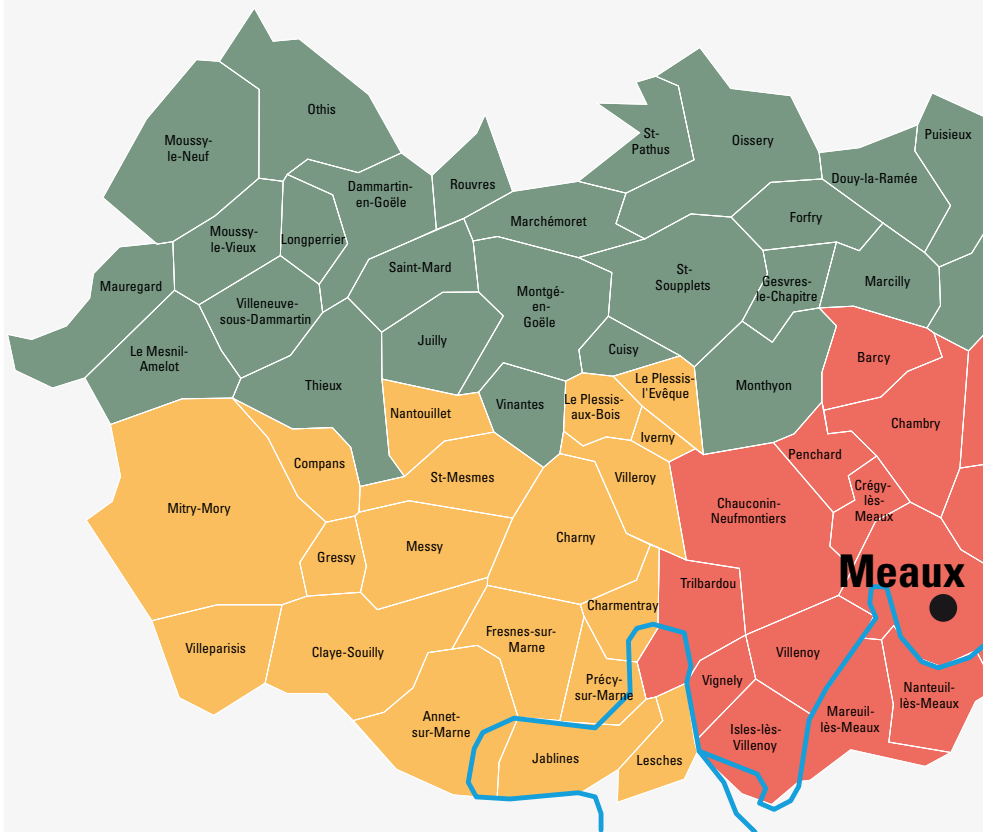 Othis
Moussy-
le-Neuf
St-
Pathus
Oissery
Puisieux
Dammartin-
en-Goële
Rouvres
Douy-la-Ramée
Marchémoret
Forfry
Moussy-
le-Vieux
Longperrier
Saint-Mard
St-
Soupplets
Gesvres-
le-Chapitre
Marcilly
Mauregard
Villeneuve-
sous-Dammartin
Montgé-
en-
Goële
Juilly
Cuisy
Barcy
Le Mesnil-
Amelot
Thieux
Le Plessis-
l'Evêque
Monthyon
Nantouillet
Vinantes
Le Plessis-
aux-Bois
Iverny
Chambry
Penchard
Compans
St-Mesmes
Villeroy
Crégy-
lès-
Meaux
Mitry-Mory
Chauconin-
Neufmontiers
Gressy
Messy
Charny
Meaux
Trilbardou
Charmentray
Villeparisis
Claye-Souilly
Fresnes-sur-
Marne
Villenoy
Précy-
sur-Marne
Vignely
Nanteuil-
lès-Meaux
Annet-
sur-Marne
Isles-lès-
Villenoy
Mareuil-
lès-Meaux
Jablines
Lesches